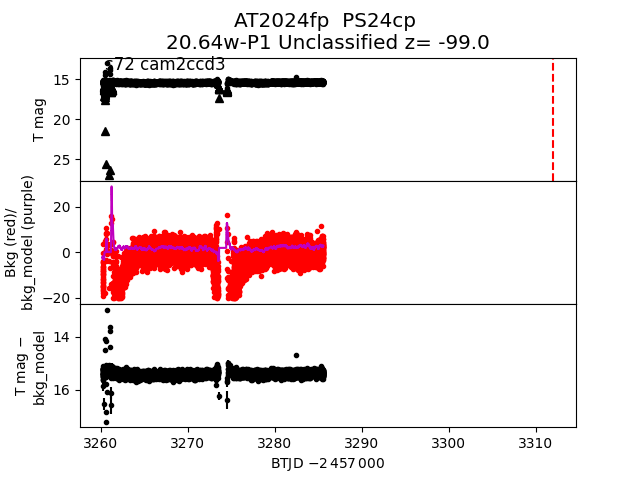 AT2024fp  PS24cp
20.64w-P1 Unclassified z= -99.0
72 cam2ccd3
T mag
15
20
25
Bkg (red)/
bkg_model (purple)
20
0
−20
T mag −
bkg_model
14
16
3260 3270 3280 3290 3300 3310
BTJD −2 457 000